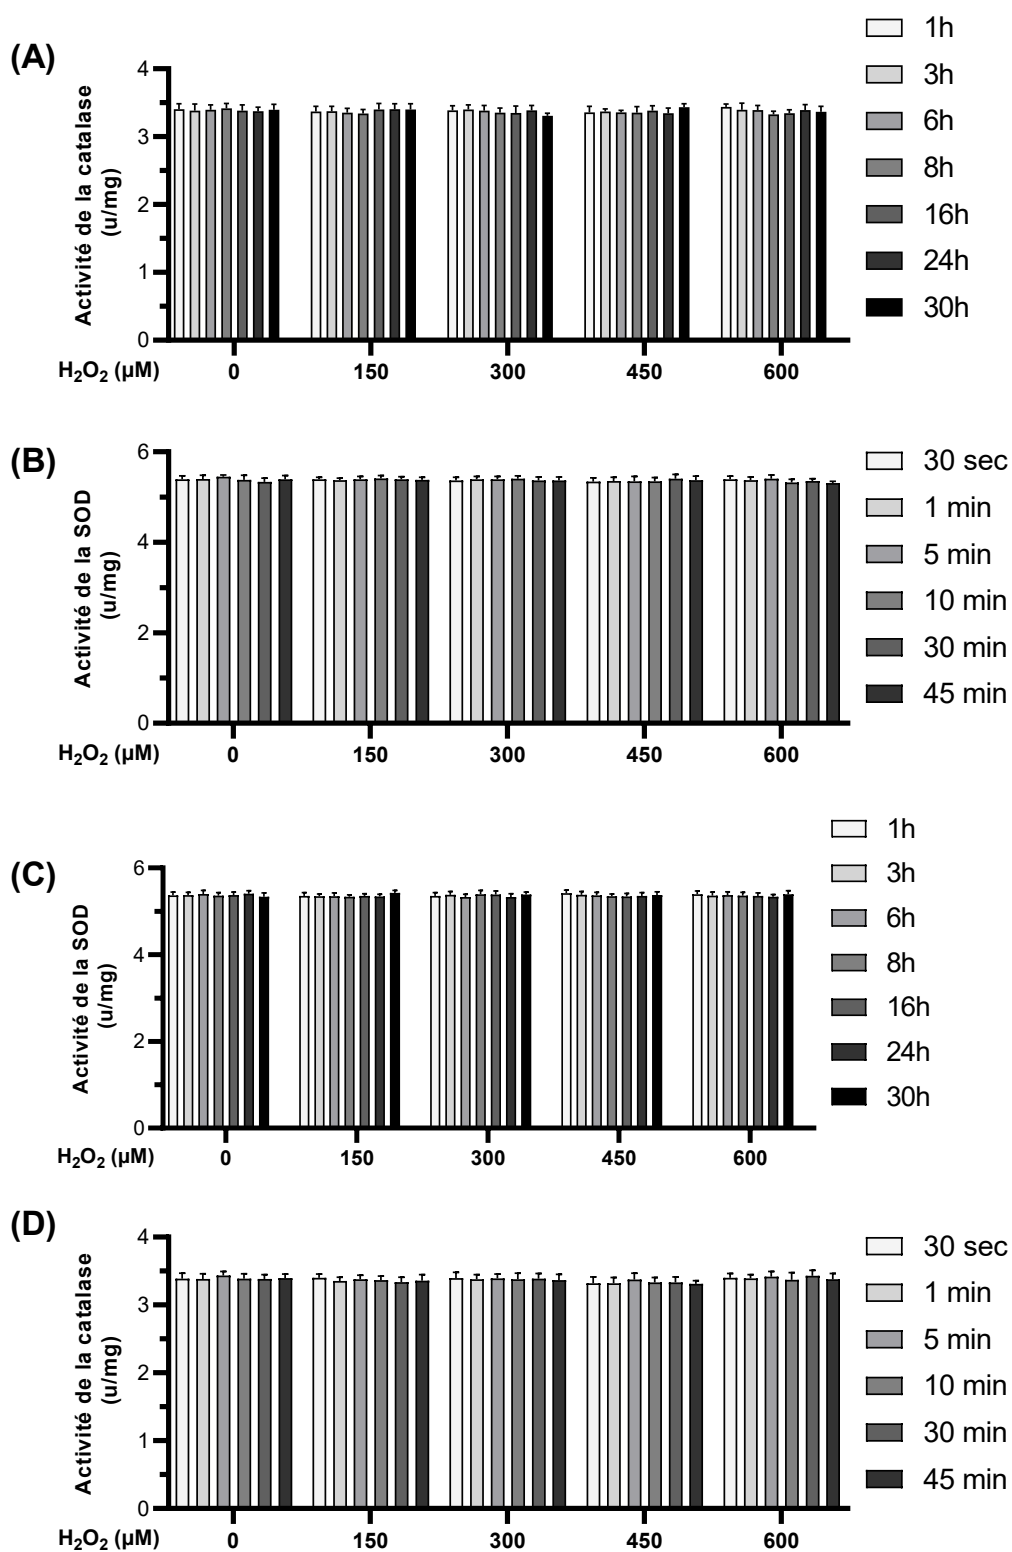 (A)
Activité de la catalase
(u/mg)
4
3
2
1
0
H₂O₂ (µM)
0 150 300 450 600
1h
3h
6h
8h
16h
24h
30h
(B)
Activité de la SOD
(u/mg)
6
4
2
0
H₂O₂ (µM)
0 150 300 450 600
30 sec
1 min
5 min
10 min
30 min
45 min
(C)
Activité de la SOD
(u/mg)
6
4
2
0
H₂O₂ (µM)
0 150 300 450 600
1h
3h
6h
8h
16h
24h
30h
(D)
Activité de la catalase
(u/mg)
4
3
2
1
0
H₂O₂ (µM)
0 150 300 450 600
30 sec
1 min
5 min
10 min
30 min
45 min